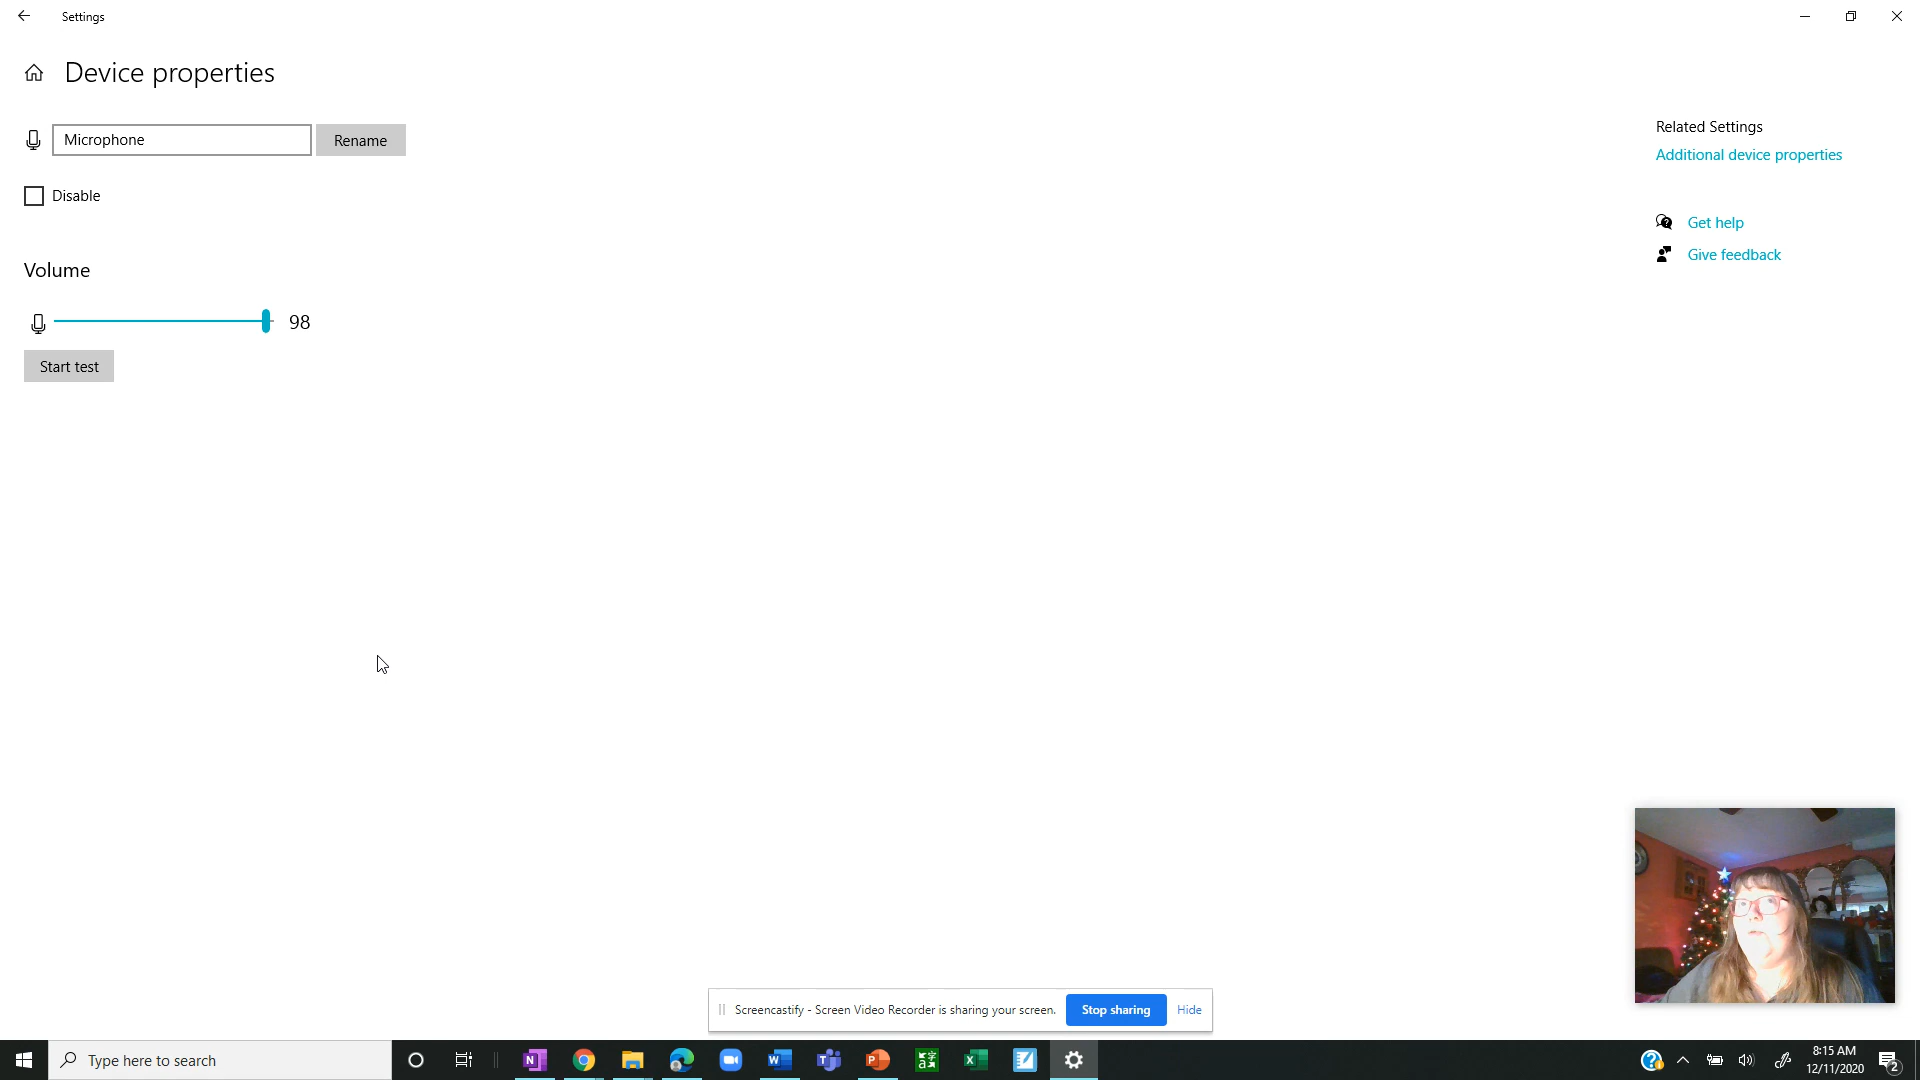 Settings
Device properties
Microphone
Rename
Disable
Volume
98
Start test
Related Settings
Additional device properties
Get help
Give feedback
Screencastify - Screen Video Recorder is sharing your screen.
Stop sharing
Hide
Type here to search
8:15 AM
12/11/2020
2